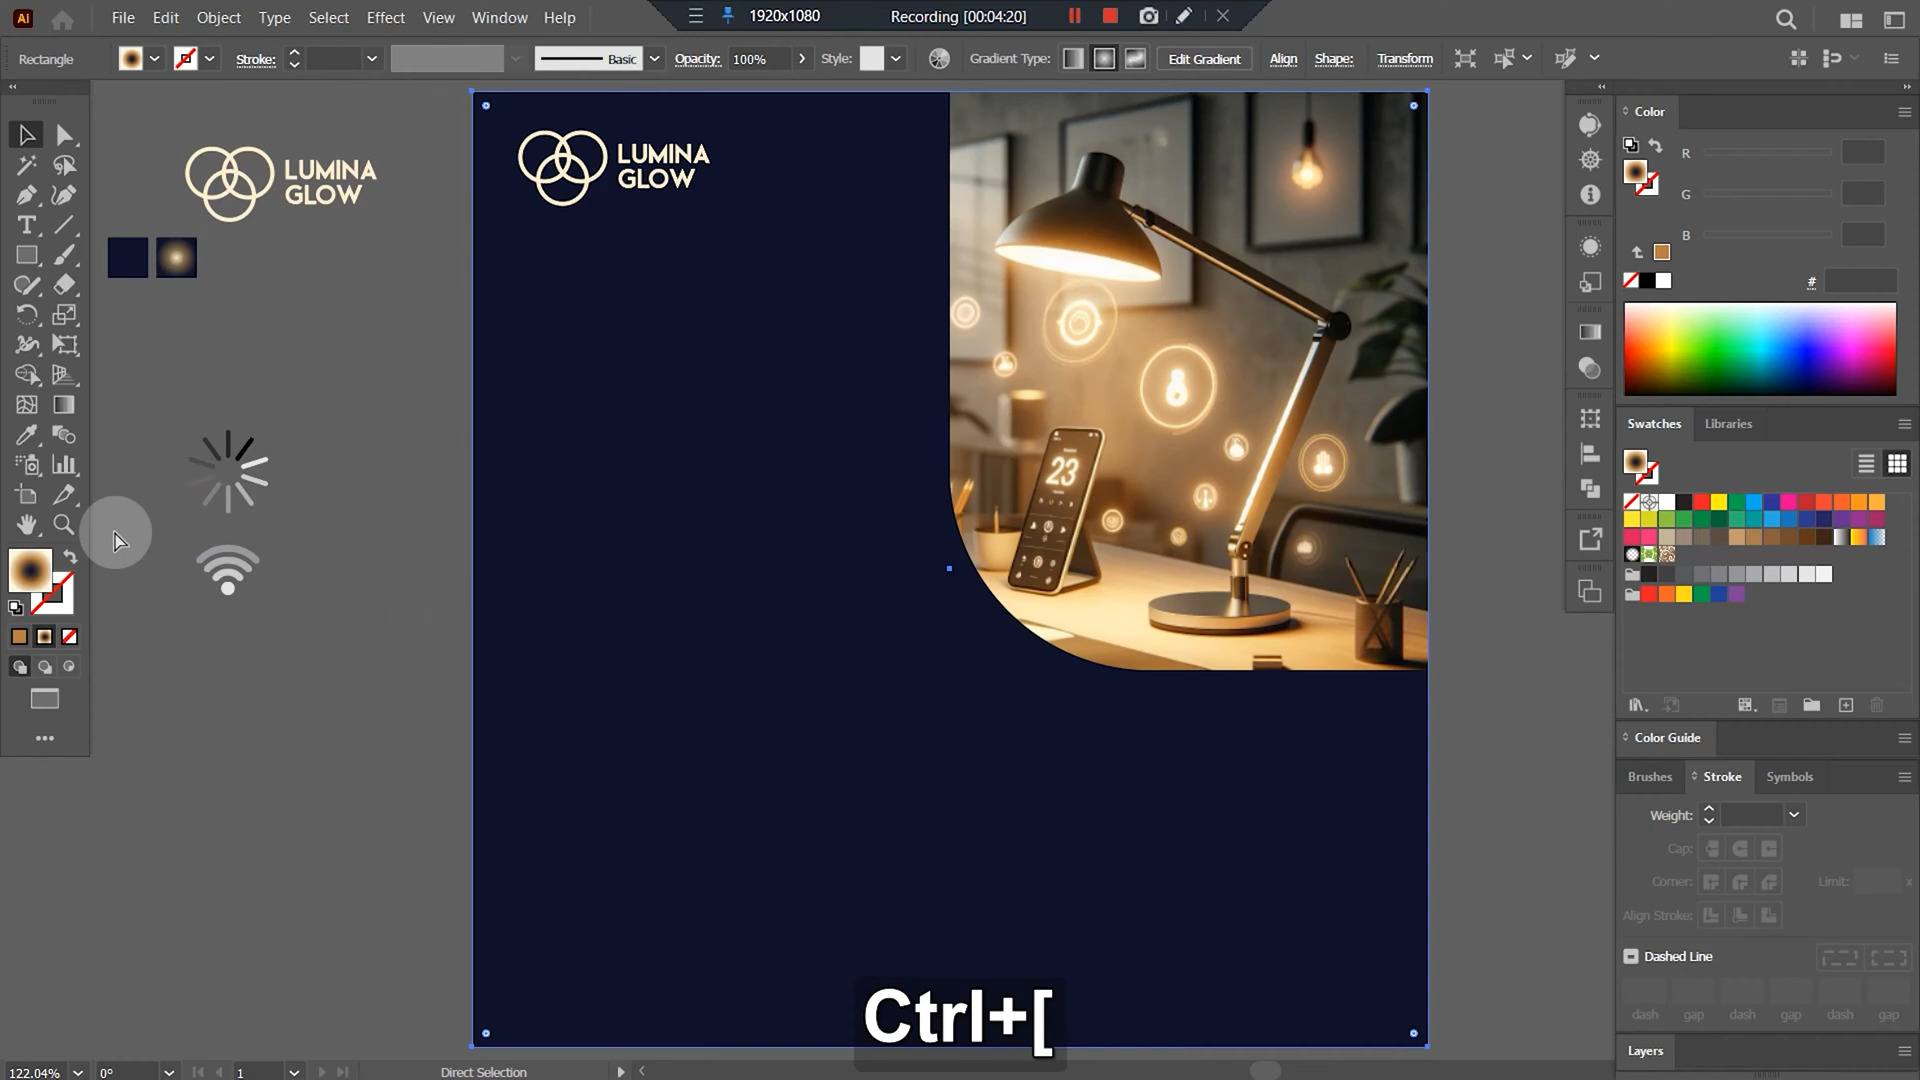 Ai File Edit Object Type Select Effect View Window Help
1920x1080 Recording [00:04:20]
Rectangle Stroke: Basic Opacity: 100% Style: Gradient Type: Edit Gradient Align Shape: Transform
LUMINA
GLOW
LUMINA
GLOW
23
Ctrl+[
Color
R
G
B
#
Swatches Libraries
Color Guide
Brushes Stroke Symbols
Weight:
Cap:
Corner: Limit: x
Align Stroke:
Dashed Line
dash gap dash gap dash gap
Layers
122.04% 0° 1 Direct Selection